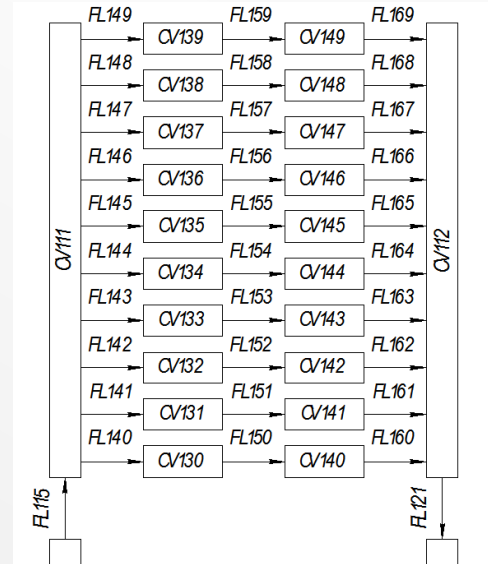 FL149 FL159 FL169
CV139 CV149
FL148 FL158 FL168
CV138 CV148
FL147 FL157 FL167
CV137 CV147
FL146 FL156 FL166
CV136 CV146
FL145 FL155 FL165
CV135 CV145
CV111
CV112
FL144 FL154 FL164
CV134 CV144
FL143 FL153 FL163
CV133 CV143
FL142 FL152 FL162
CV132 CV142
FL141 FL151 FL161
CV131 CV141
FL140 FL150 FL160
CV130 CV140
FL115
FL121